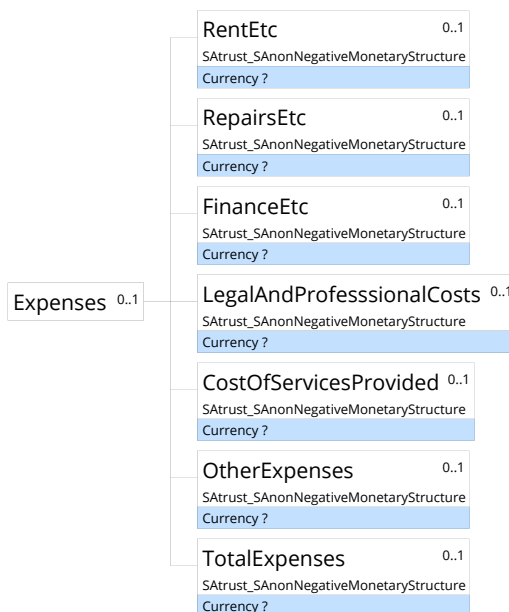 RentEtc 0..1
SAtrust_SAnonNegativeMonetaryStructure
Currency ?
RepairsEtc 0..1
SAtrust_SAnonNegativeMonetaryStructure
Currency ?
FinanceEtc 0..1
SAtrust_SAnonNegativeMonetaryStructure
Currency ?
Expenses 0..1
LegalAndProfesssionalCosts 0..1
SAtrust_SAnonNegativeMonetaryStructure
Currency ?
CostOfServicesProvided 0..1
SAtrust_SAnonNegativeMonetaryStructure
Currency ?
OtherExpenses 0..1
SAtrust_SAnonNegativeMonetaryStructure
Currency ?
TotalExpenses 0..1
SAtrust_SAnonNegativeMonetaryStructure
Currency ?